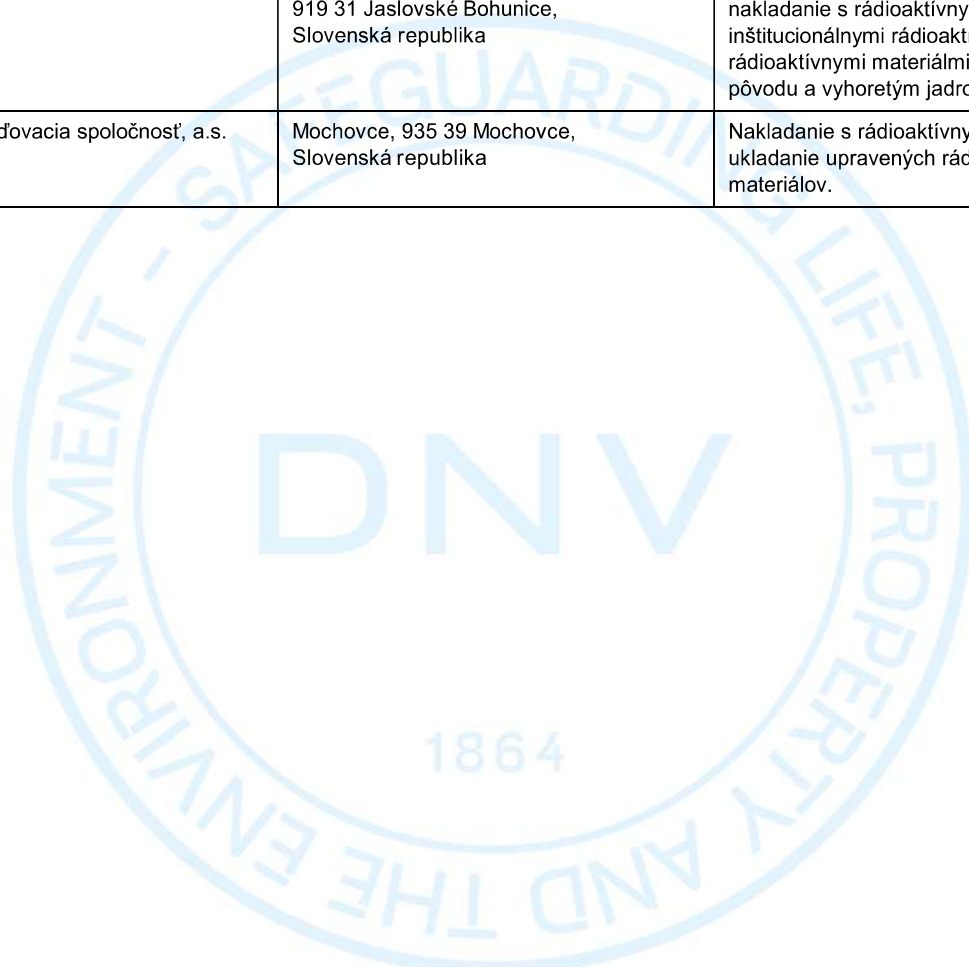 919 31 Jaslovské Bohunice,
Slovenská republika
nakladanie s rádioaktívny
inštitucionálnymi rádioakt
rádioaktívnymi materiálmi
pôvodu a vyhoretým jadro
ďovacia spoločnosť, a.s.
Mochovce, 935 39 Mochovce,
Slovenská republika
Nakladanie s rádioaktívny
ukladanie upravených rád
materiálov.
SAFEGUARDING LIFE, PROPERTY AND THE ENVIRONMENT -
DNV
1864